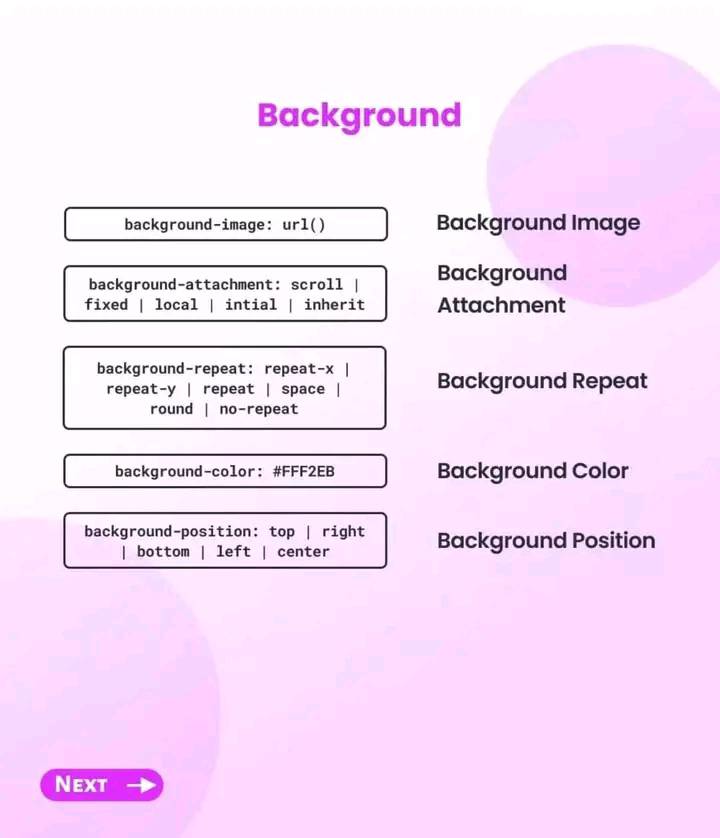 Background
background-image: url()
Background Image
background-attachment: scroll |
fixed | local | intial | inherit
Background
Attachment
background-repeat: repeat-x |
repeat-y | repeat | space |
round | no-repeat
Background Repeat
background-color: #FFF2EB
Background Color
background-position: top | right
| bottom | left | center
Background Position
NEXT